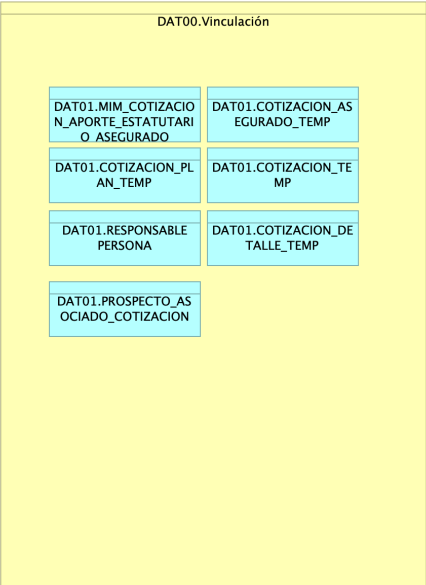 DAT00.Vinculación
DAT01.MIM_COTIZACIO
N_APORTE_ESTATUTARI
O_ASEGURADO
DAT01.COTIZACION_AS
EGURADO_TEMP
DAT01.COTIZACION_PL
AN_TEMP
DAT01.COTIZACION_TE
MP
DAT01.RESPONSABLE
PERSONA
DAT01.COTIZACION_DE
TALLE_TEMP
DAT01.PROSPECTO_AS
OCIADO_COTIZACION